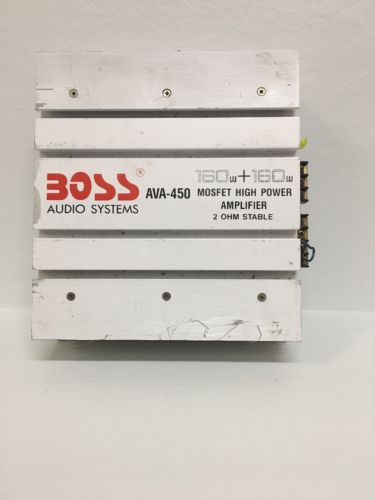 BOSS®
AUDIO SYSTEMS
AVA-450
160w+160w
MOSFET HIGH POWER
AMPLIFIER
2 OHM STABLE